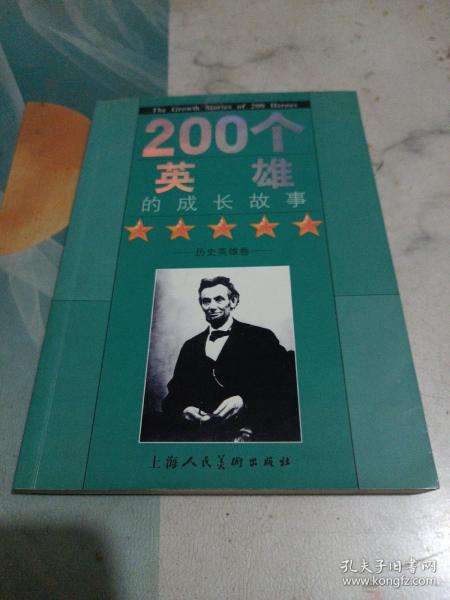 The Growth Stories of 200 Heroes
200个
英雄
的成长故事
历史英雄卷
上海人民美術出版社
孔夫子旧书网
www.kongfz.com